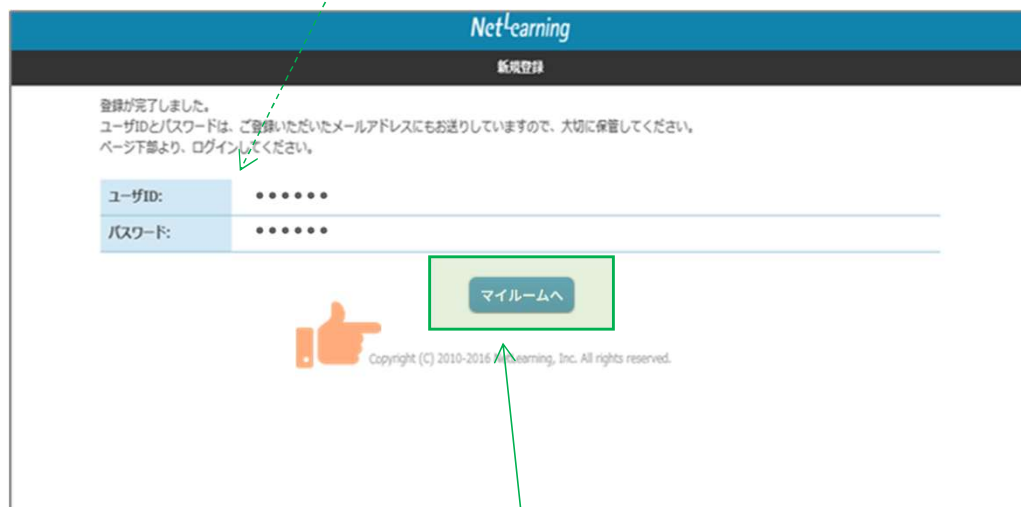 NetLearning
新規登録
登録が完了しました。
ユーザIDとパスワードは、ご登録いただいたメールアドレスにもお送りしていますので、大切に保管してください。
ページ下部より、ログインしてください。
ユーザID: ●●●●●●
パスワード: ●●●●●●
マイルームへ
Copyright (C) 2010-2016 NetLearning, Inc. All rights reserved.